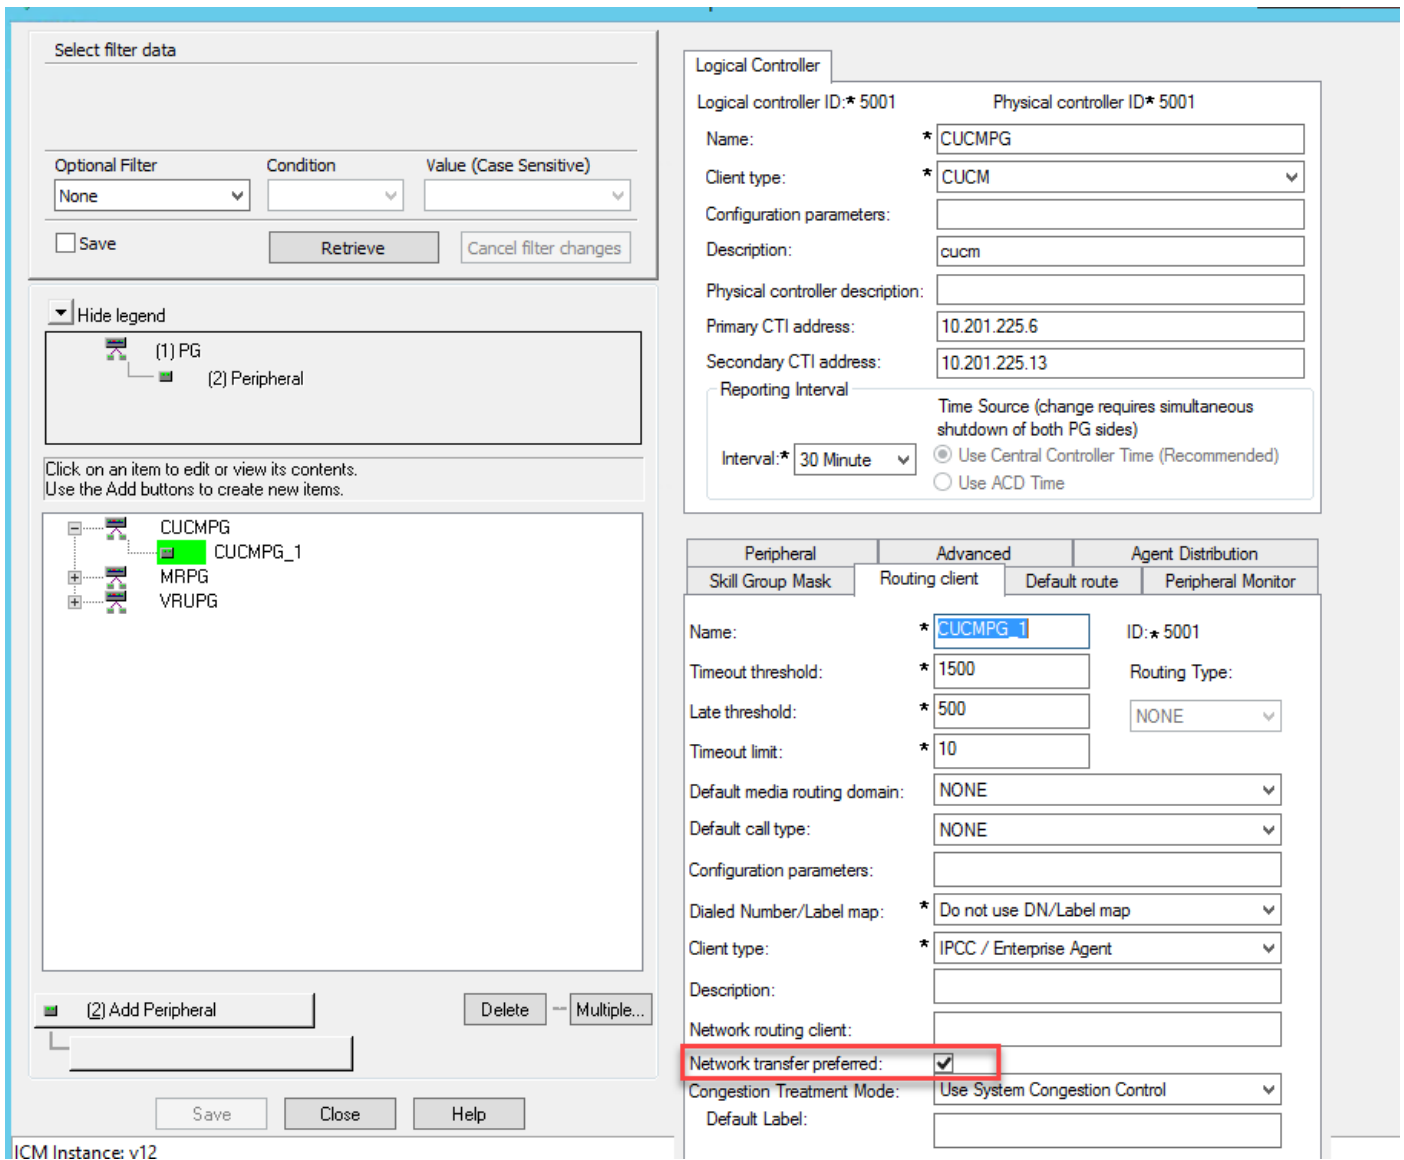 Select filter data
Optional Filter
Condition
Value (Case Sensitive)
None
Save
Retrieve
Cancel filter changes
Hide legend
(1) PG
(2) Peripheral
Click on an item to edit or view its contents.
Use the Add buttons to create new items.
CUCMPG
CUCMPG_1
MRPG
VRUPG
(2) Add Peripheral
Delete
Multiple...
Save
Close
Help
ICM Instance: v12
Logical Controller
Logical controller ID:* 5001
Physical controller ID* 5001
Name: * CUCMPG
Client type: * CUCM
Configuration parameters:
Description: cucm
Physical controller description:
Primary CTI address: 10.201.225.6
Secondary CTI address: 10.201.225.13
Reporting Interval
Time Source (change requires simultaneous
shutdown of both PG sides)
Interval:* 30 Minute
Use Central Controller Time (Recommended)
Use ACD Time
Peripheral
Advanced
Agent Distribution
Skill Group Mask
Routing client
Default route
Peripheral Monitor
Name: * CUCMPG_1
ID:* 5001
Timeout threshold: * 1500
Routing Type:
Late threshold: * 500
NONE
Timeout limit: * 10
Default media routing domain: NONE
Default call type: NONE
Configuration parameters:
Dialed Number/Label map: * Do not use DN/Label map
Client type: * IPCC / Enterprise Agent
Description:
Network routing client:
Network transfer preferred:
Congestion Treatment Mode: Use System Congestion Control
Default Label: